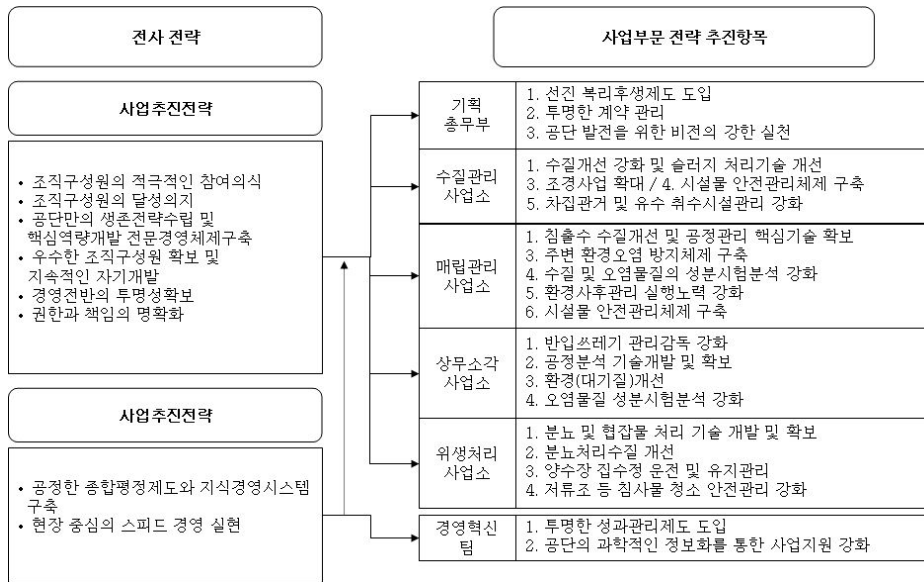 전사 전략
사업부문 전략 추진항목
사업추진전략
• 조직구성원의 적극적인 참여의식
• 조직구성원의 달성의지
• 공단만의 생존전략수립 및
핵심역량개발 전문경영체제구축
• 우수한 조직구성원 확보 및
지속적인 자기개발
• 경영전반의 투명성확보
• 권한과 책임의 명확화
사업추진전략
• 공정한 종합평정제도와 지식경영시스템
구축
• 현장 중심의 스피드 경영 실현
기획
총무부
1. 선진 복리후생제도 도입
2. 투명한 계약 관리
3. 공단 발전을 위한 비전의 강한 실천
수질관리
사업소
1. 수질개선 강화 및 슬러지 처리기술 개선
3. 조경사업 확대 / 4. 시설물 안전관리체제 구축
5. 차집관거 및 유수 취수시설관리 강화
매립관리
사업소
1. 침출수 수질개선 및 공정관리 핵심기술 확보
3. 주변 환경오염 방지체제 구축
4. 수질 및 오염물질의 성분시험분석 강화
5. 환경사후관리 실행노력 강화
6. 시설물 안전관리체제 구축
상무소각
사업소
1. 반입쓰레기 관리감독 강화
2. 공정분석 기술개발 및 확보
3. 환경(대기질)개선
4. 오염물질 성분시험분석 강화
위생처리
사업소
1. 분뇨 및 협잡물 처리 기술 개발 및 확보
2. 분뇨처리수질 개선
3. 양수장 집수정 운전 및 유지관리
4. 저류조 등 침사물 청소 안전관리 강화
경영혁신
팀
1. 투명한 성과관리제도 도입
2. 공단의 과학적인 정보화를 통한 사업지원 강화